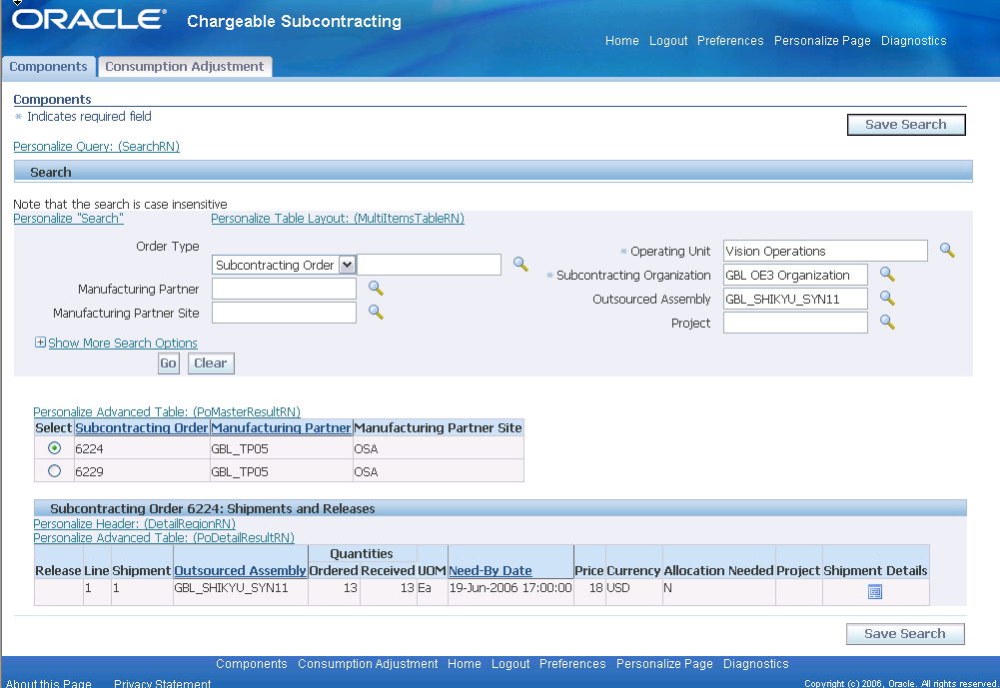 ORACLE® Chargeable Subcontracting
Home Logout Preferences Personalize Page Diagnostics
Components Consumption Adjustment
Components
* Indicates required field
Save Search
Personalize Query: (SearchRN)
Search
Note that the search is case insensitive
Personalize "Search" Personalize Table Layout: (MultiItemsTableRN)
Order Type
Subcontracting Order
Manufacturing Partner
Manufacturing Partner Site
* Operating Unit Vision Operations
* Subcontracting Organization GBL OE3 Organization
Outsourced Assembly GBL_SHIKYU_SYN11
Project
Show More Search Options
Go Clear
Personalize Advanced Table: (PoMasterResultRN)
Select Subcontracting Order Manufacturing Partner Manufacturing Partner Site
6224 GBL_TP05 OSA
6229 GBL_TP05 OSA
Subcontracting Order 6224: Shipments and Releases
Personalize Header: (DetailRegionRN)
Personalize Advanced Table: (PoDetailResultRN)
Quantities
Release Line Shipment Outsourced Assembly Ordered Received UOM Need-By Date Price Currency Allocation Needed Project Shipment Details
1 1 GBL_SHIKYU_SYN11 13 13 Ea 19-Jun-2006 17:00:00 18 USD N
Save Search
Components Consumption Adjustment Home Logout Preferences Personalize Page Diagnostics
About this Page Privacy Statement Copyright (c) 2006, Oracle. All rights reserved.